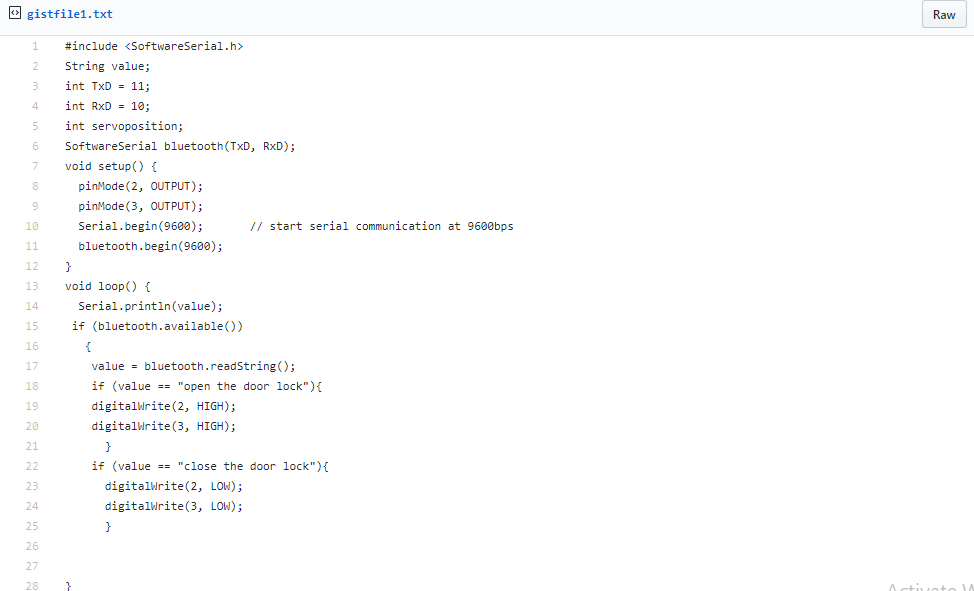 gistfile1.txt
Raw
1 #include <SoftwareSerial.h>
2 String value;
3 int TxD = 11;
4 int RxD = 10;
5 int servoposition;
6 SoftwareSerial bluetooth(TxD, RxD);
7 void setup() {
8   pinMode(2, OUTPUT);
9   pinMode(3, OUTPUT);
10   Serial.begin(9600);       // start serial communication at 9600bps
11   bluetooth.begin(9600);
12 }
13 void loop() {
14   Serial.println(value);
15  if (bluetooth.available())
16    {
17     value = bluetooth.readString();
18     if (value == "open the door lock"){
19     digitalWrite(2, HIGH);
20     digitalWrite(3, HIGH);
21       }
22     if (value == "close the door lock"){
23       digitalWrite(2, LOW);
24       digitalWrite(3, LOW);
25       }
26
27
28 }